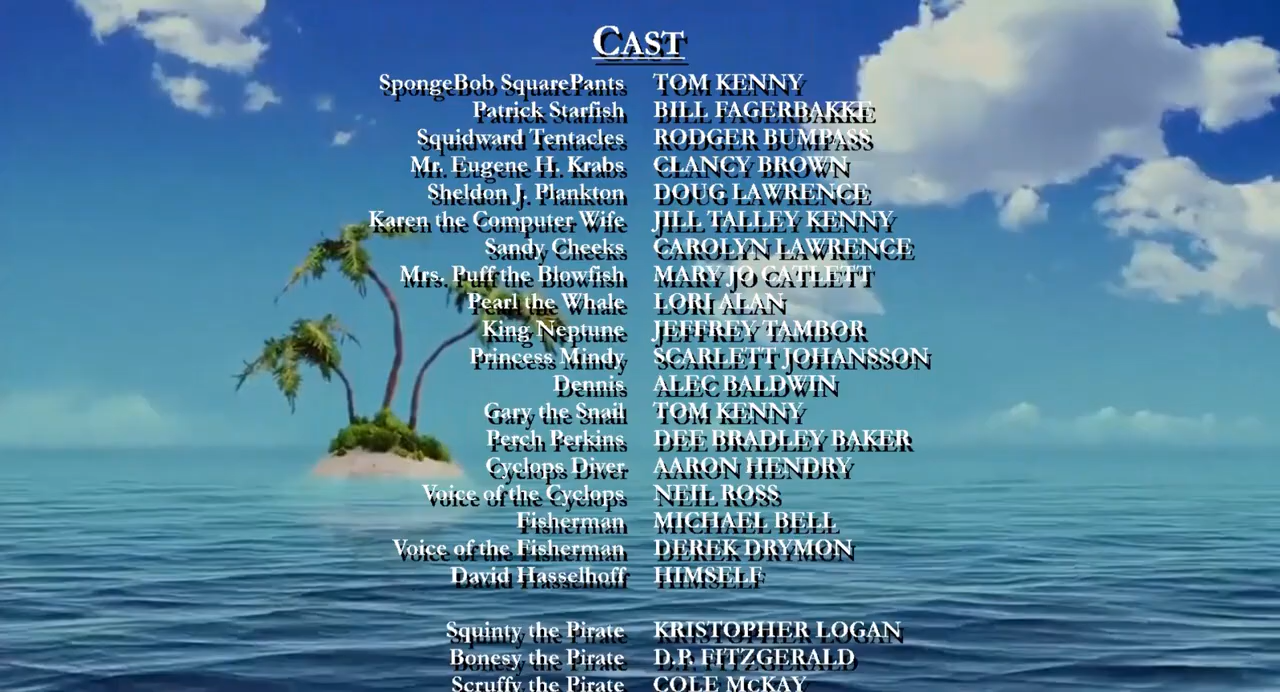 CAST
SpongeBob SquarePants TOM KENNY
Patrick Starfish BILL FAGERBAKKE
Squidward Tentacles RODGER BUMPASS
Mr. Eugene H. Krabs CLANCY BROWN
Sheldon J. Plankton DOUG LAWRENCE
Karen the Computer Wife JILL TALLEY KENNY
Sandy Cheeks CAROLYN LAWRENCE
Mrs. Puff the Blowfish MARY JO CATLETT
Pearl the Whale LORI ALAN
King Neptune JEFFREY TAMBOR
Princess Mindy SCARLETT JOHANSSON
Dennis ALEC BALDWIN
Gary the Snail TOM KENNY
Perch Perkins DEE BRADLEY BAKER
Cyclops Diver AARON HENDRY
Voice of the Cyclops NEIL ROSS
Fisherman MICHAEL BELL
Voice of the Fisherman DEREK DRYMON
David Hasselhoff HIMSELF
Squinty the Pirate KRISTOPHER LOGAN
Bonesy the Pirate D.P. FITZGERALD
Scruffy the Pirate COLE McKAY